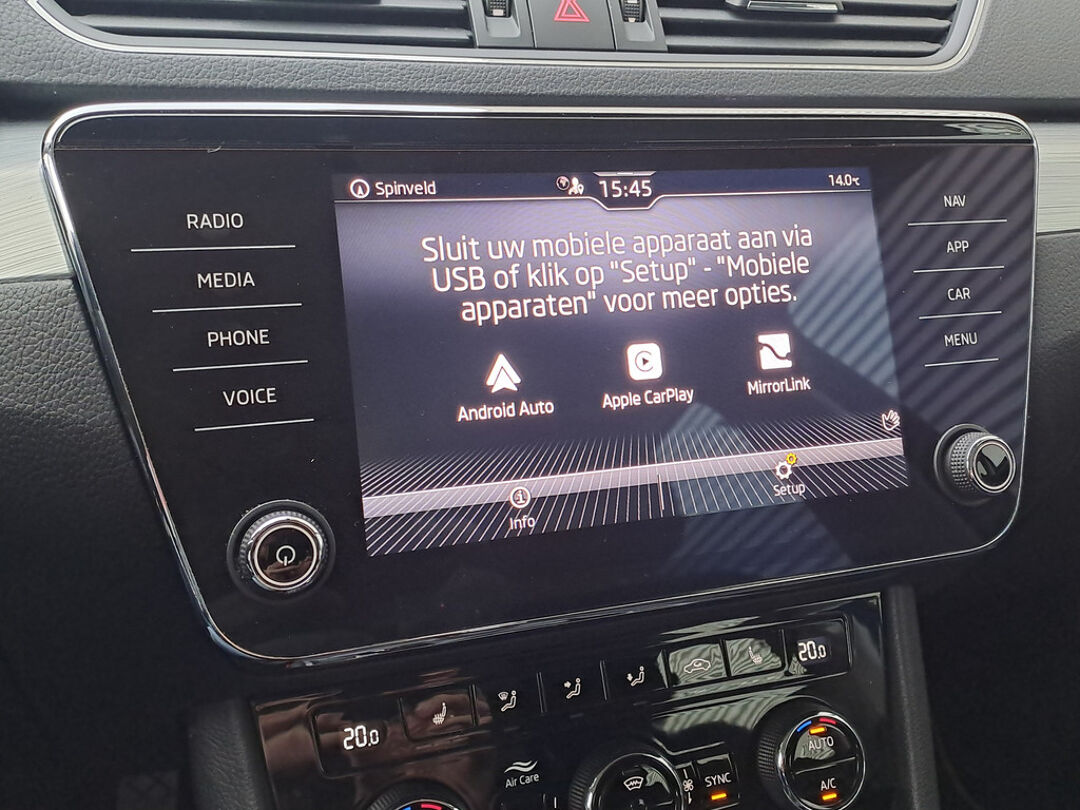 Spinveld
15:45
14.0℃
RADIO
MEDIA
PHONE
VOICE
Sluit uw mobiele apparaat aan via
USB of klik op "Setup" - "Mobiele
apparaten" voor meer opties.
Android Auto
Apple CarPlay
MirrorLink
Info
Setup
NAV
APP
CAR
MENU
20.0
20.0
Air Care
SYNC
AUTO
A/C